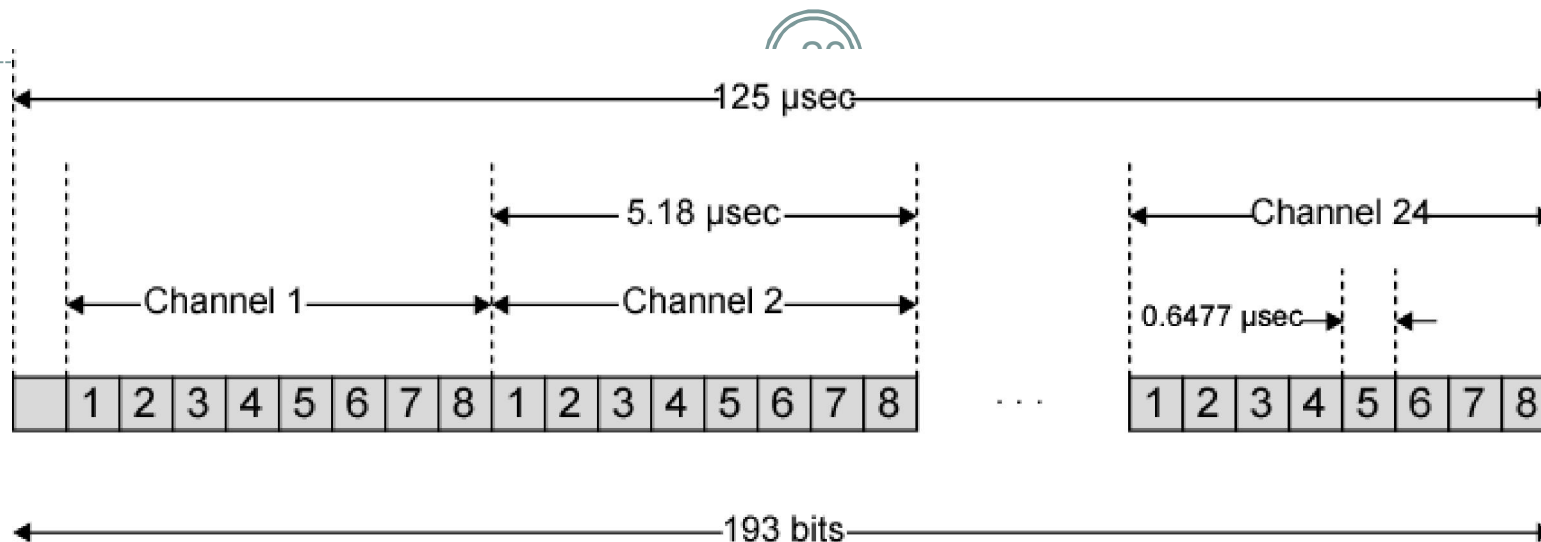 125 µsec
5.18 µsec
Channel 24
Channel 1
Channel 2
0.6477 µsec
1 2 3 4 5 6 7 8 1 2 3 4 5 6 7 8 . . . 1 2 3 4 5 6 7 8
193 bits